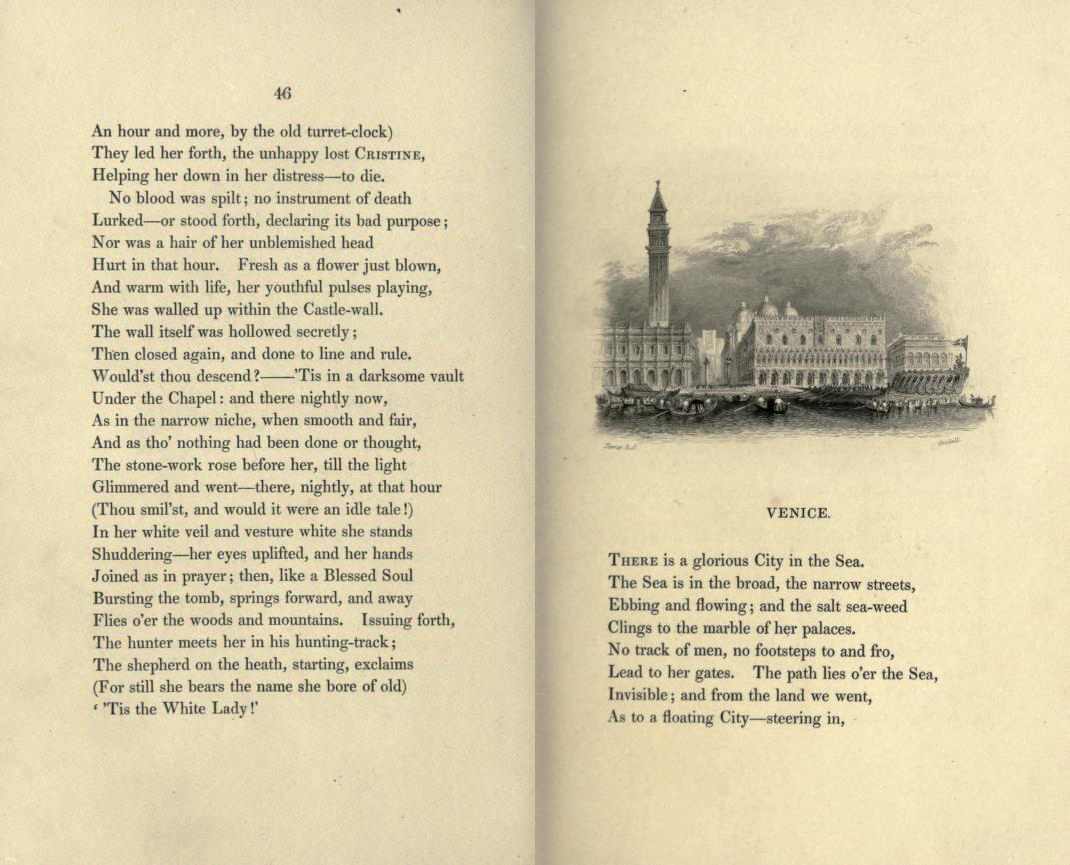 46
An hour and more, by the old turret-clock)
They led her forth, the unhappy lost CRISTINE,
Helping her down in her distress—to die.
No blood was spilt; no instrument of death
Lurked—or stood forth, declaring its bad purpose;
Nor was a hair of her unblemished head
Hurt in that hour. Fresh as a flower just blown,
And warm with life, her youthful pulses playing,
She was walled up within the Castle-wall.
The wall itself was hollowed secretly;
Then closed again, and done to line and rule.
Would'st thou descend?——'Tis in a darksome vault
Under the Chapel: and there nightly now,
As in the narrow niche, when smooth and fair,
And as tho' nothing had been done or thought,
The stone-work rose before her, till the light
Glimmered and went—there, nightly, at that hour
(Thou smil'st, and would it were an idle tale!)
In her white veil and vesture white she stands
Shuddering—her eyes uplifted, and her hands
Joined as in prayer; then, like a Blessed Soul
Bursting the tomb, springs forward, and away
Flies o'er the woods and mountains. Issuing forth,
The hunter meets her in his hunting-track;
The shepherd on the heath, starting, exclaims
(For still she bears the name she bore of old)
' 'Tis the White Lady!'
VENICE.
THERE is a glorious City in the Sea.
The Sea is in the broad, the narrow streets,
Ebbing and flowing; and the salt sea-weed
Clings to the marble of her palaces.
No track of men, no footsteps to and fro,
Lead to her gates. The path lies o'er the Sea,
Invisible; and from the land we went,
As to a floating City—steering in,